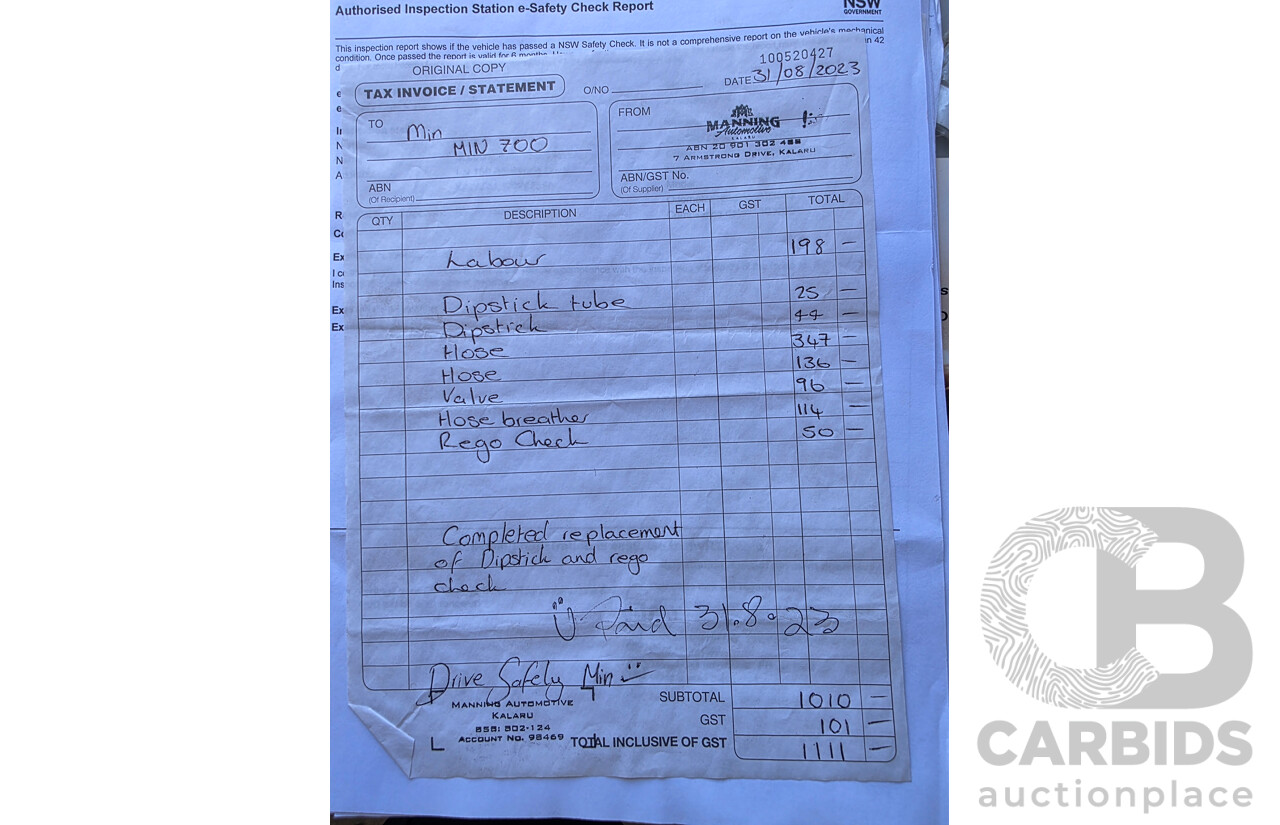 Authorised Inspection Station e-Safety Check Report
NSW
GOVERNMENT
This inspection report shows if the vehicle has passed a NSW Safety Check. It is not a comprehensive report on the vehicle's mechanical
condition. Once passed the report is valid for 6 months.
ORIGINAL COPY
100520427
TAX INVOICE / STATEMENT
O/NO
DATE 31/08/2023
TO Min
MIN 700
ABN
(Of Recipient)
FROM
MANNING
Automotive
KALARU
ABN 20 901 302 488
7 ARMSTRONG DRIVE, KALARU
ABN/GST No.
(Of Supplier)
QTY DESCRIPTION EACH GST TOTAL
Labour 198 —
Dipstick tube 25 —
Dipstick 44 —
Hose 347 —
Hose 136 —
Valve 96 —
Hose breather 114 —
Rego Check 50 —
Completed replacement
of Dipstick and rego
check
Paid 31.8.23
Drive Safely Min
MANNING AUTOMOTIVE
KALARU
BSB: 802-124
ACCOUNT NO. 98469
SUBTOTAL 1010 —
GST 101 —
TOTAL INCLUSIVE OF GST 1111 —
CARBIDS
auctionplace